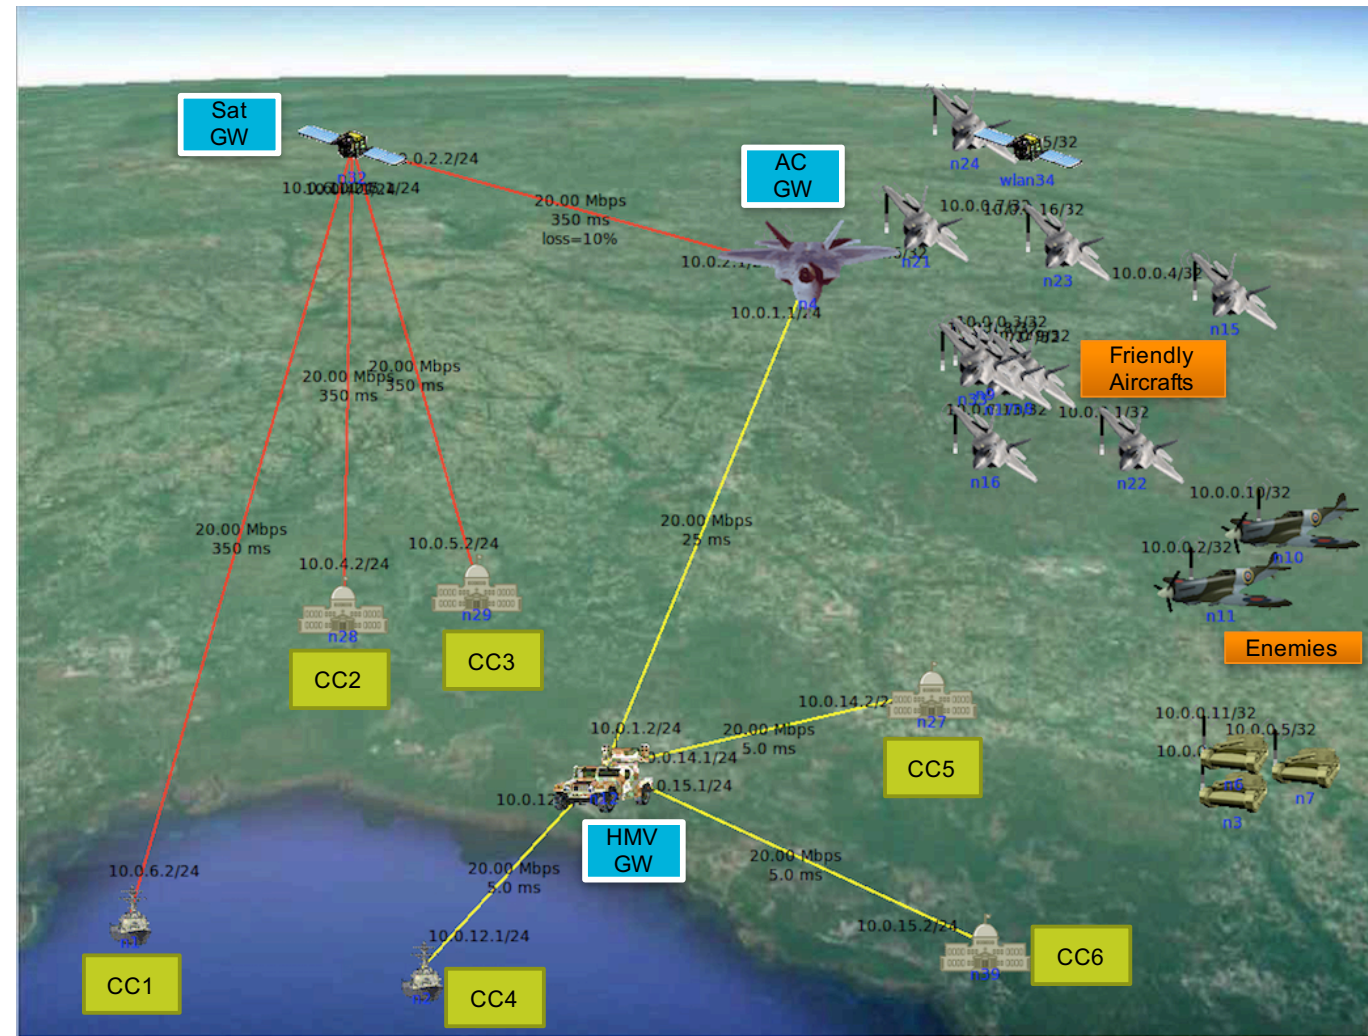 Sat
GW
.0.2.2/24
n32
20.00 Mbps
350 ms
loss=10%
AC
GW
10.0.1.1/24
n4
n24
5/32
wlan34
n21
n23
10.0.0.4/32
n15
Friendly
Aircrafts
n16
n22
10.0.0.10/32
n10
10.0.0.2/32
n11
Enemies
20.00 Mbps
350 ms
20.00 Mbps
350 ms
20.00 Mbps
350 ms
20.00 Mbps
25 ms
10.0.4.2/24
n28
CC2
10.0.5.2/24
n29
CC3
10.0.1.2/24
.0.14.1/24
.0.15.1/24
10.0.12
n12
HMV
GW
10.0.14.2/2
20.00 Mbps
5.0 ms
n27
CC5
10.0.0.11/32
10.0.0.5/32
n6
n7
n3
10.0.6.2/24
n1
CC1
20.00 Mbps
5.0 ms
10.0.12.1/24
n2
CC4
20.00 Mbps
5.0 ms
10.0.15.2/24
n39
CC6